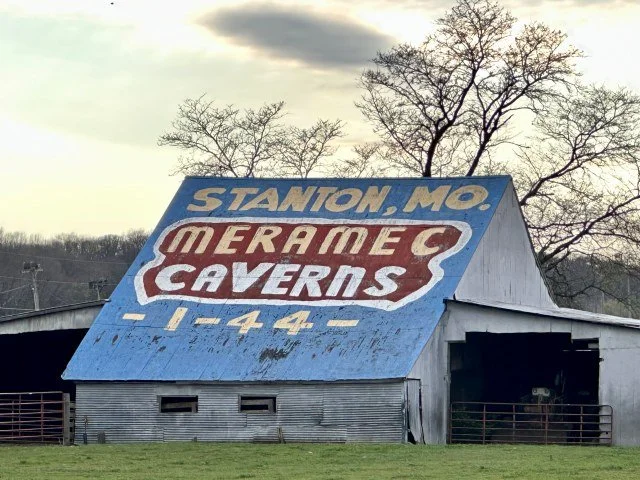 STANTON, MO.
MERAMEC
CAVERNS
- I - 44 -